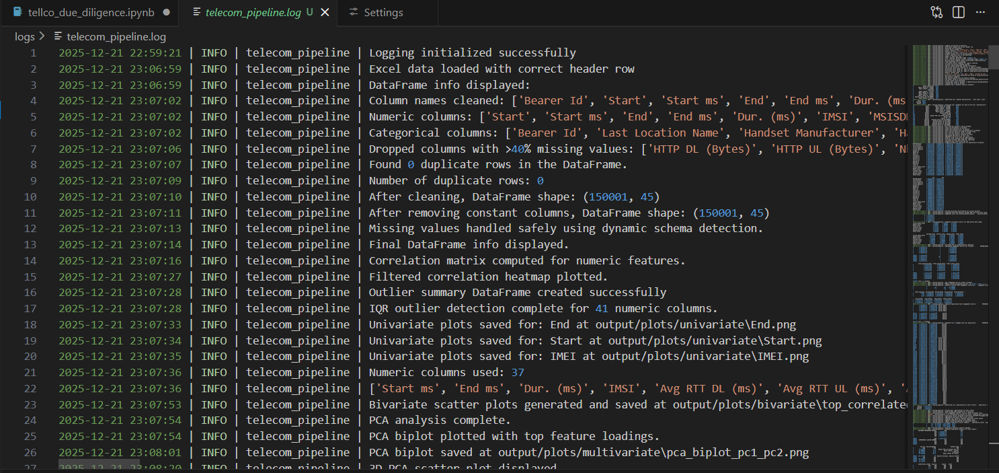 tellco_due_diligence.ipynb ● telecom_pipeline.log U × Settings
logs > telecom_pipeline.log
1 2025-12-21 22:59:21 | INFO | telecom_pipeline | Logging initialized successfully
2 2025-12-21 23:06:59 | INFO | telecom_pipeline | Excel data loaded with correct header row
3 2025-12-21 23:06:59 | INFO | telecom_pipeline | DataFrame info displayed:
4 2025-12-21 23:07:02 | INFO | telecom_pipeline | Column names cleaned: ['Bearer Id', 'Start', 'Start ms', 'End', 'End ms', 'Dur. (ms
5 2025-12-21 23:07:02 | INFO | telecom_pipeline | Numeric columns: ['Start', 'Start ms', 'End', 'End ms', 'Dur. (ms)', 'IMSI', 'MSISD
6 2025-12-21 23:07:02 | INFO | telecom_pipeline | Categorical columns: ['Bearer Id', 'Last Location Name', 'Handset Manufacturer', 'Ha
7 2025-12-21 23:07:06 | INFO | telecom_pipeline | Dropped columns with >40% missing values: ['HTTP DL (Bytes)', 'HTTP UL (Bytes)', 'N
8 2025-12-21 23:07:07 | INFO | telecom_pipeline | Found 0 duplicate rows in the DataFrame.
9 2025-12-21 23:07:09 | INFO | telecom_pipeline | Number of duplicate rows: 0
10 2025-12-21 23:07:10 | INFO | telecom_pipeline | After cleaning, DataFrame shape: (150001, 45)
11 2025-12-21 23:07:11 | INFO | telecom_pipeline | After removing constant columns, DataFrame shape: (150001, 45)
12 2025-12-21 23:07:13 | INFO | telecom_pipeline | Missing values handled safely using dynamic schema detection.
13 2025-12-21 23:07:14 | INFO | telecom_pipeline | Final DataFrame info displayed.
14 2025-12-21 23:07:16 | INFO | telecom_pipeline | Correlation matrix computed for numeric features.
15 2025-12-21 23:07:27 | INFO | telecom_pipeline | Filtered correlation heatmap plotted.
16 2025-12-21 23:07:28 | INFO | telecom_pipeline | Outlier summary DataFrame created successfully
17 2025-12-21 23:07:28 | INFO | telecom_pipeline | IQR outlier detection complete for 41 numeric columns.
18 2025-12-21 23:07:33 | INFO | telecom_pipeline | Univariate plots saved for: End at output/plots/univariate\End.png
19 2025-12-21 23:07:34 | INFO | telecom_pipeline | Univariate plots saved for: Start at output/plots/univariate\Start.png
20 2025-12-21 23:07:35 | INFO | telecom_pipeline | Univariate plots saved for: IMEI at output/plots/univariate\IMEI.png
21 2025-12-21 23:07:36 | INFO | telecom_pipeline | Numeric columns used: 37
22 2025-12-21 23:07:36 | INFO | telecom_pipeline | ['Start ms', 'End ms', 'Dur. (ms)', 'IMSI', 'Avg RTT DL (ms)', 'Avg RTT UL (ms)', '
23 2025-12-21 23:07:53 | INFO | telecom_pipeline | Bivariate scatter plots generated and saved at output/plots/bivariate\top_correlated
24 2025-12-21 23:07:54 | INFO | telecom_pipeline | PCA analysis complete.
25 2025-12-21 23:07:54 | INFO | telecom_pipeline | PCA biplot plotted with top feature loadings.
26 2025-12-21 23:08:01 | INFO | telecom_pipeline | PCA biplot saved at output/plots/multivariate\pca_biplot_pc1_pc2.png
27 2025-12-21 23:08:20 | INFO | telecom_pipeline | 3D PCA scatter plot displayed